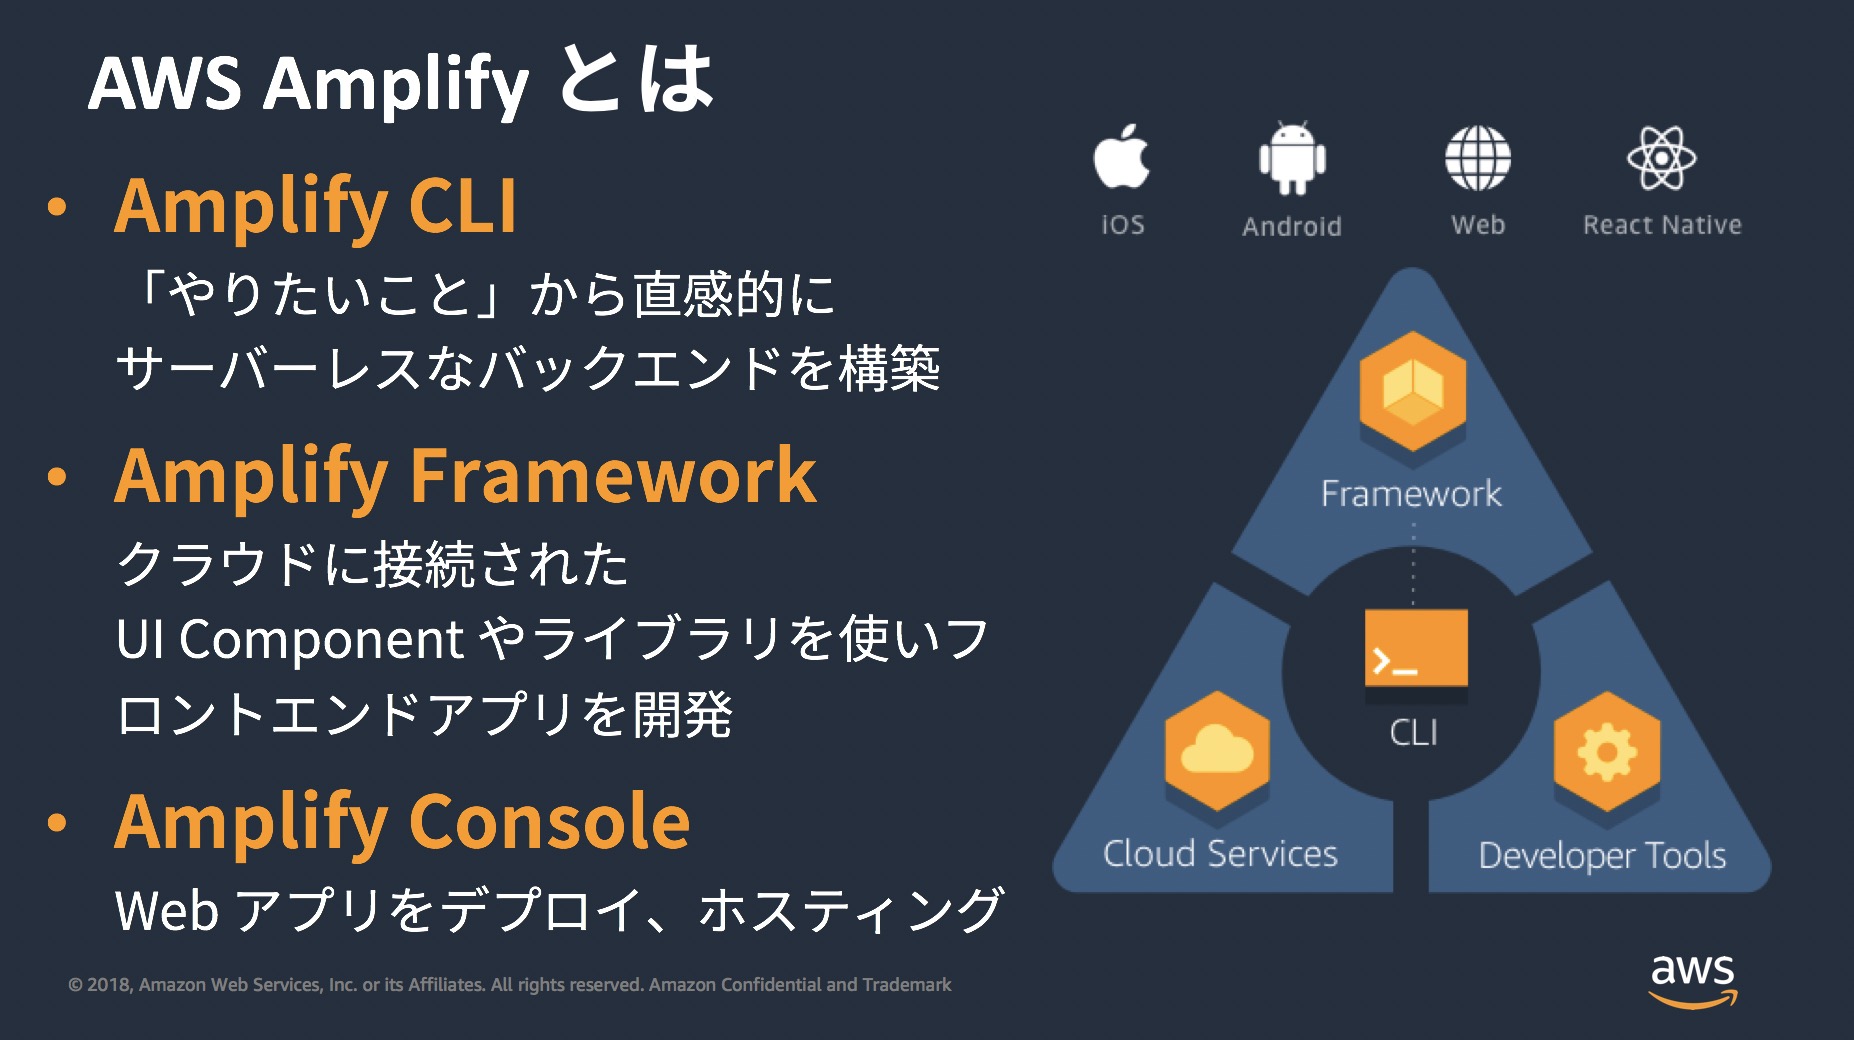 AWS Amplify とは
• Amplify CLI
「やりたいこと」から直感的に
サーバーレスなバックエンドを構築
• Amplify Framework
クラウドに接続された
UI Component やライブラリを使いフ
ロントエンドアプリを開発
• Amplify Console
Web アプリをデプロイ、ホスティング
iOS
Android
Web
React Native
Framework
>_
CLI
Cloud Services
Developer Tools
© 2018, Amazon Web Services, Inc. or its Affiliates. All rights reserved. Amazon Confidential and Trademark
aws